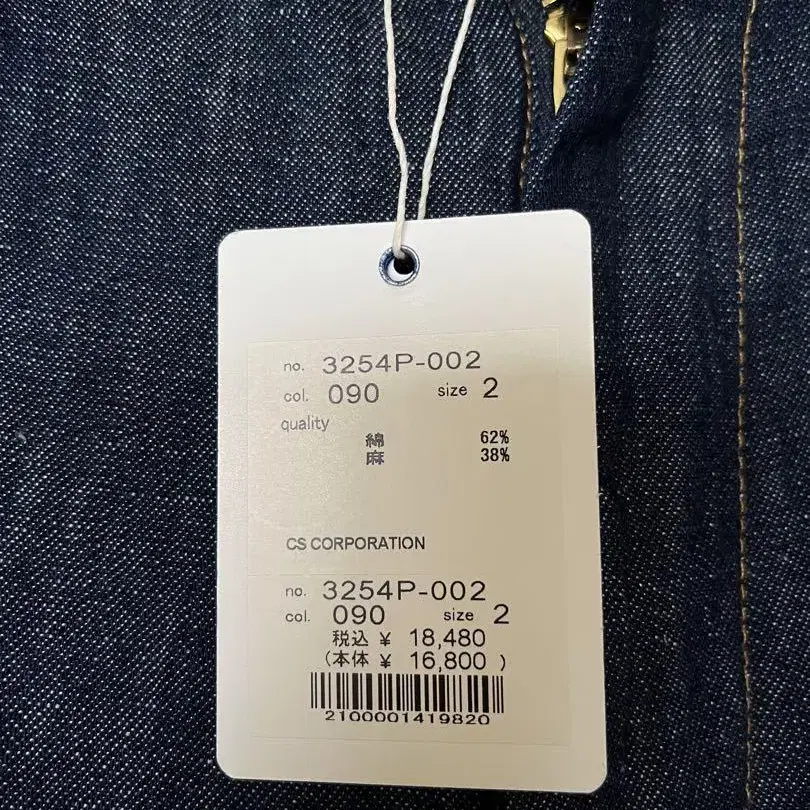 no. 3254P-002
col. 090 size 2
quality
綿 62%
麻 38%
CS CORPORATION
no. 3254P-002
col. 090 size 2
税込 ¥ 18,480
(本体 ¥ 16,800 )
2100001419820